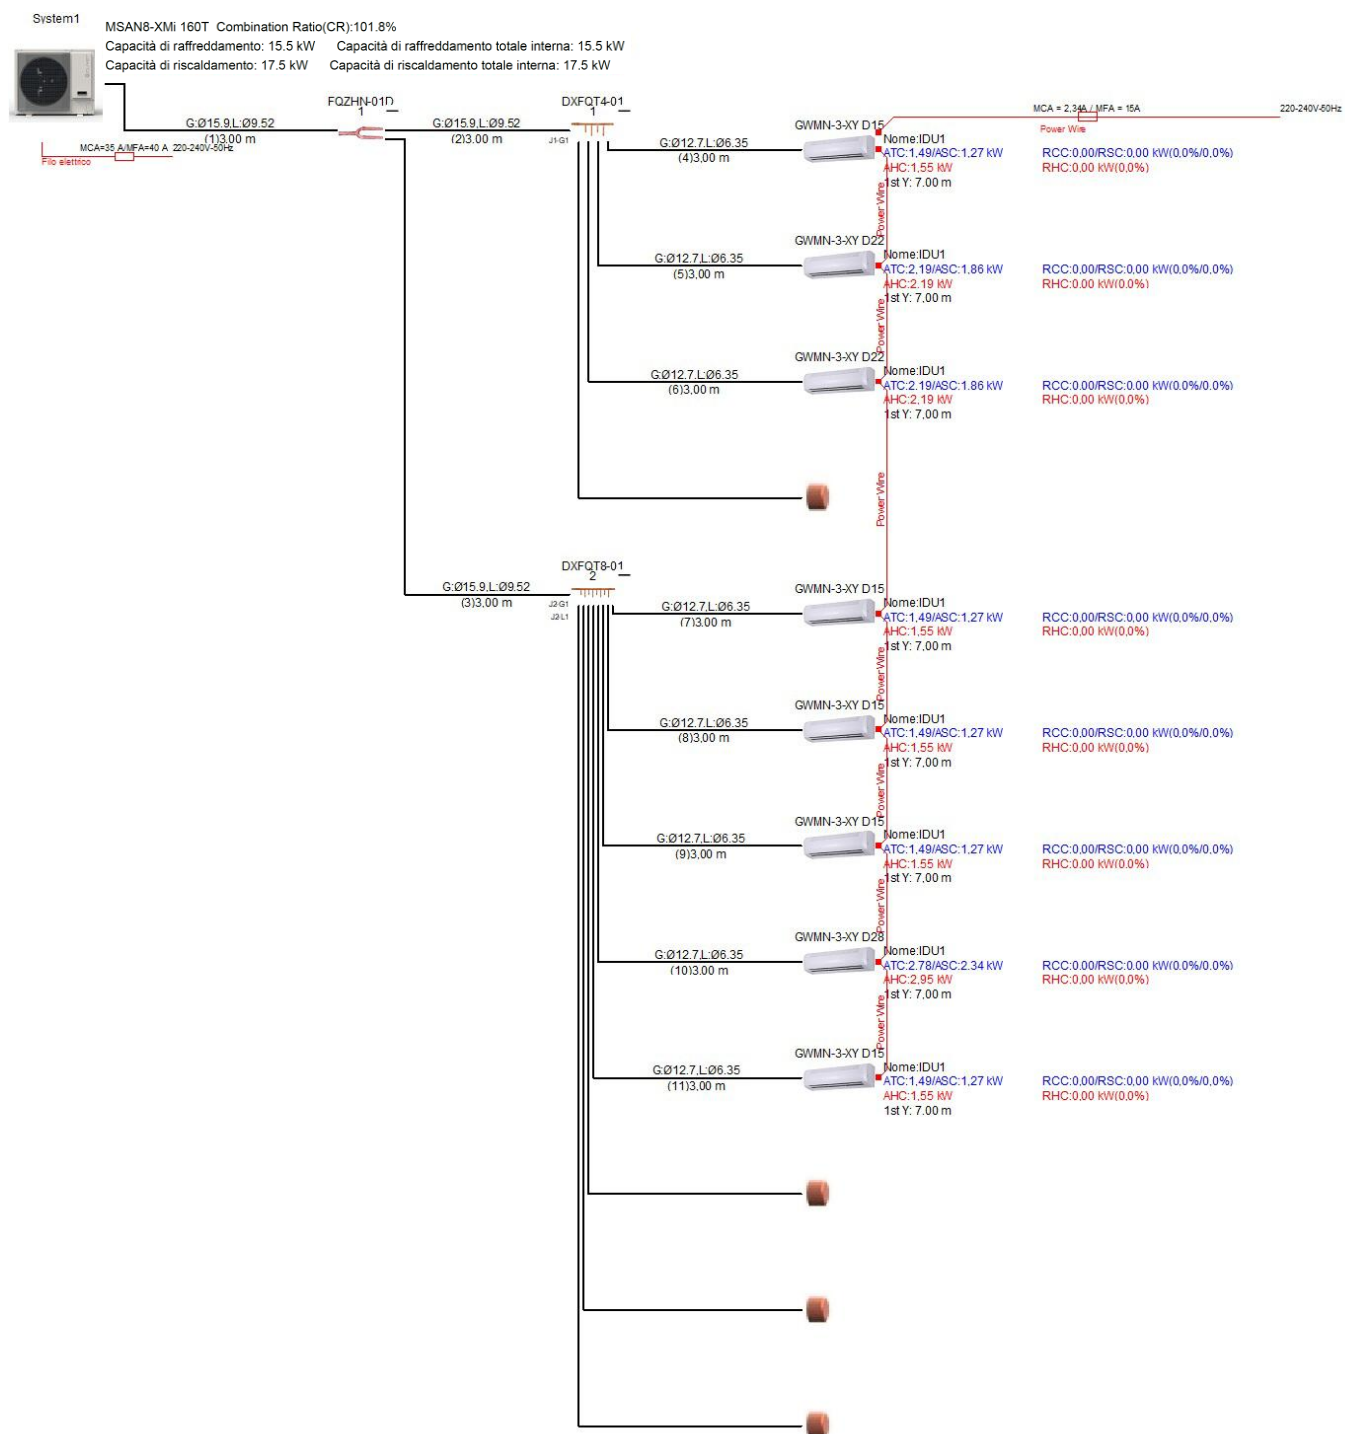 System1
MSAN8-XMi 160T Combination Ratio(CR):101.8%
Capacità di raffreddamento: 15.5 kW Capacità di raffreddamento totale interna: 15.5 kW
Capacità di riscaldamento: 17.5 kW Capacità di riscaldamento totale interna: 17.5 kW
FQZHN-01D
1
DXFQT4-01
1
MCA = 2,34A / MFA = 15A
220-240V-50Hz
Power Wire
G:Ø15.9,L:Ø9.52
(1)3,00 m
G:Ø15.9,L:Ø9.52
(2)3,00 m
J1-G1
MCA=35 A/MFA=40 A 220-240V-50Hz
Filo elettrico
GWMN-3-XY D15
G:Ø12.7,L:Ø6.35
(4)3,00 m
Nome:IDU1
ATC:1,49/ASC:1,27 kW RCC:0,00/RSC:0,00 kW(0,0%/0,0%)
AHC:1,55 kW RHC:0,00 kW(0,0%)
1st Y: 7,00 m
Power Wire
GWMN-3-XY D22
G:Ø12.7,L:Ø6.35
(5)3,00 m
Nome:IDU1
ATC:2,19/ASC:1,86 kW RCC:0,00/RSC:0,00 kW(0,0%/0,0%)
AHC:2,19 kW RHC:0,00 kW(0,0%)
1st Y: 7,00 m
Power Wire
GWMN-3-XY D22
G:Ø12.7,L:Ø6.35
(6)3,00 m
Nome:IDU1
ATC:2,19/ASC:1,86 kW RCC:0,00/RSC:0,00 kW(0,0%/0,0%)
AHC:2,19 kW RHC:0,00 kW(0,0%)
1st Y: 7,00 m
Power Wire
DXFQT8-01
2
G:Ø15.9,L:Ø9.52
(3)3,00 m
J2-G1
J2-L1
GWMN-3-XY D15
G:Ø12.7,L:Ø6.35
(7)3,00 m
Nome:IDU1
ATC:1,49/ASC:1,27 kW RCC:0,00/RSC:0,00 kW(0,0%/0,0%)
AHC:1,55 kW RHC:0,00 kW(0,0%)
1st Y: 7,00 m
Power Wire
GWMN-3-XY D15
G:Ø12.7,L:Ø6.35
(8)3,00 m
Nome:IDU1
ATC:1,49/ASC:1,27 kW RCC:0,00/RSC:0,00 kW(0,0%/0,0%)
AHC:1,55 kW RHC:0,00 kW(0,0%)
1st Y: 7,00 m
Power Wire
GWMN-3-XY D15
G:Ø12.7,L:Ø6.35
(9)3,00 m
Nome:IDU1
ATC:1,49/ASC:1,27 kW RCC:0,00/RSC:0,00 kW(0,0%/0,0%)
AHC:1,55 kW RHC:0,00 kW(0,0%)
1st Y: 7,00 m
Power Wire
GWMN-3-XY D28
G:Ø12.7,L:Ø6.35
(10)3,00 m
Nome:IDU1
ATC:2,78/ASC:2,34 kW RCC:0,00/RSC:0,00 kW(0,0%/0,0%)
AHC:2,95 kW RHC:0,00 kW(0,0%)
1st Y: 7,00 m
Power Wire
GWMN-3-XY D15
G:Ø12.7,L:Ø6.35
(11)3,00 m
Nome:IDU1
ATC:1,49/ASC:1,27 kW RCC:0,00/RSC:0,00 kW(0,0%/0,0%)
AHC:1,55 kW RHC:0,00 kW(0,0%)
1st Y: 7,00 m